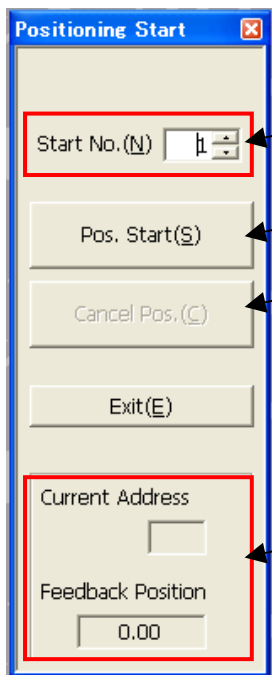 Positioning Start
Start No.(N) 1
Pos. Start(S)
Cancel Pos.(C)
Exit(E)
Current Address
Feedback Position
0.00